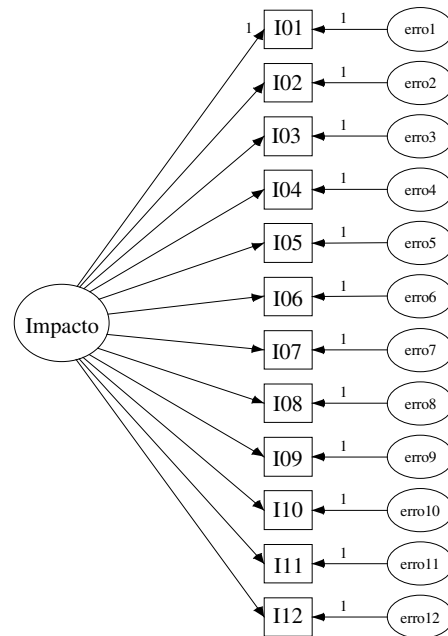 1 I01 1 erro1
I02 1 erro2
I03 1 erro3
I04 1 erro4
I05 1 erro5
I06 1 erro6
Impacto
I07 1 erro7
I08 1 erro8
I09 1 erro9
I10 1 erro10
I11 1 erro11
I12 1 erro12